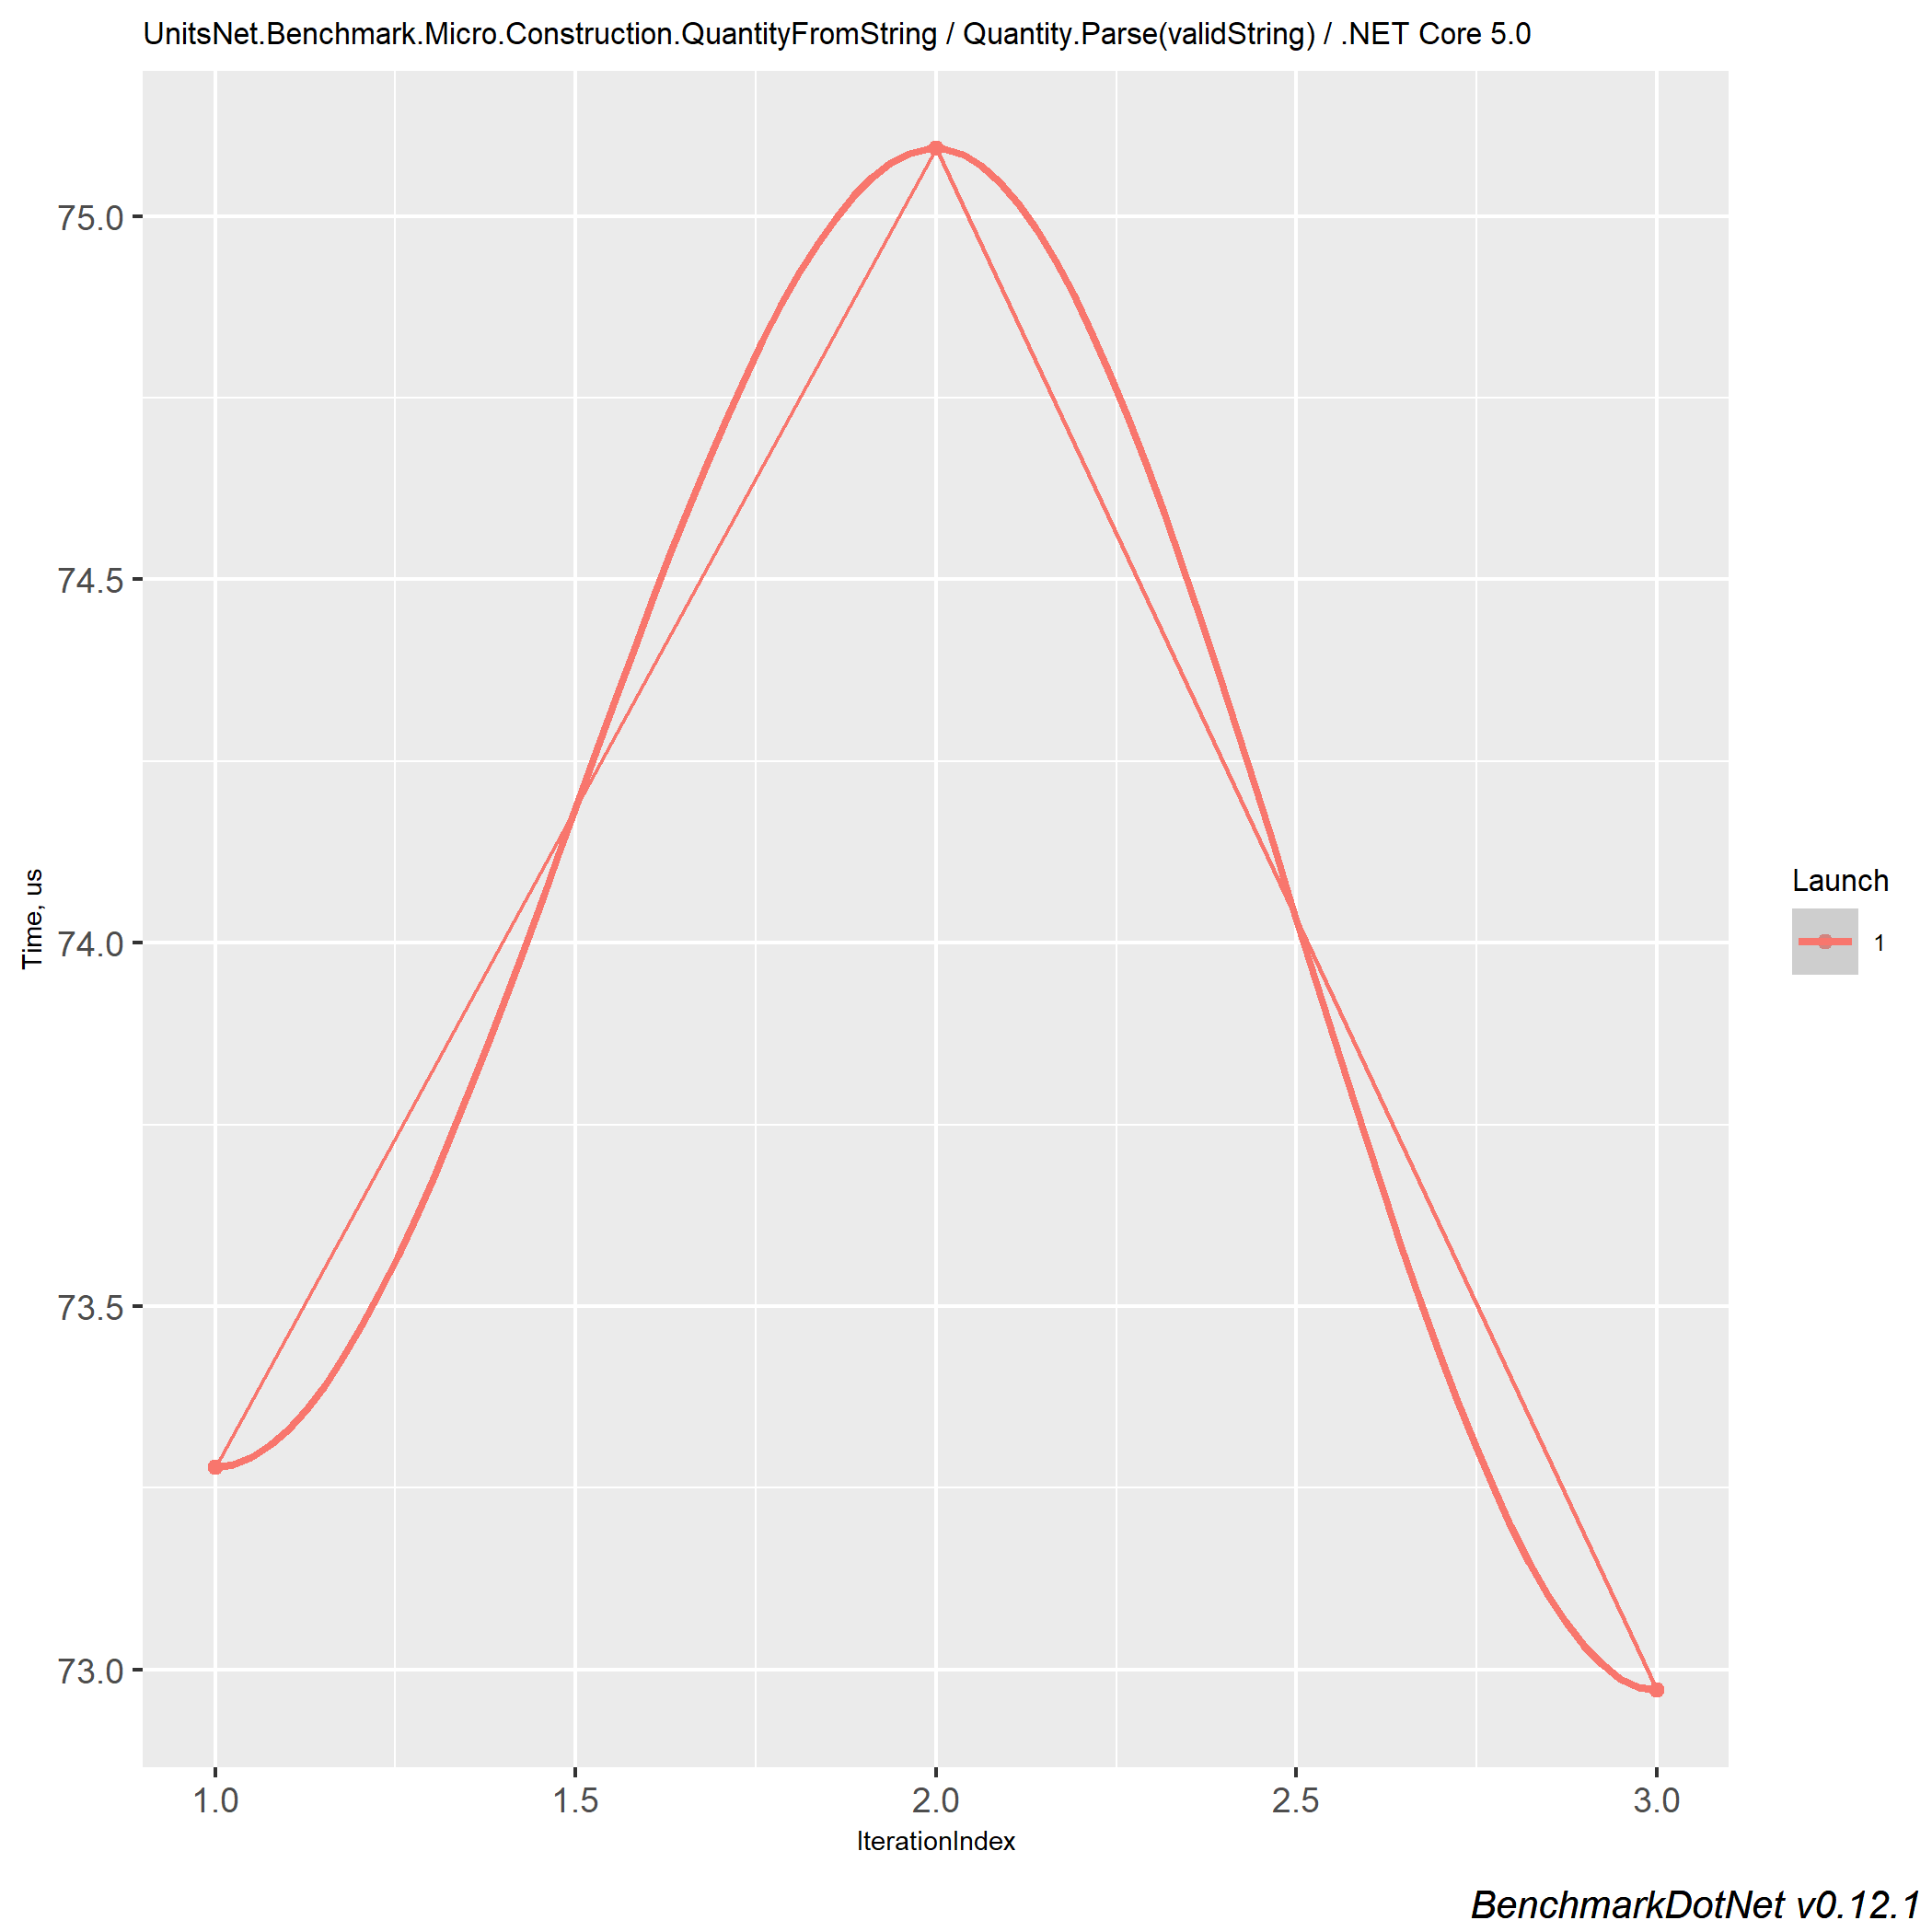 UnitsNet.Benchmark.Micro.Construction.QuantityFromString / Quantity.Parse(validString) / .NET Core 5.0
75.0
74.5
74.0
73.5
73.0
Time, us
1.0 1.5 2.0 2.5 3.0
IterationIndex
Launch
1
BenchmarkDotNet v0.12.1